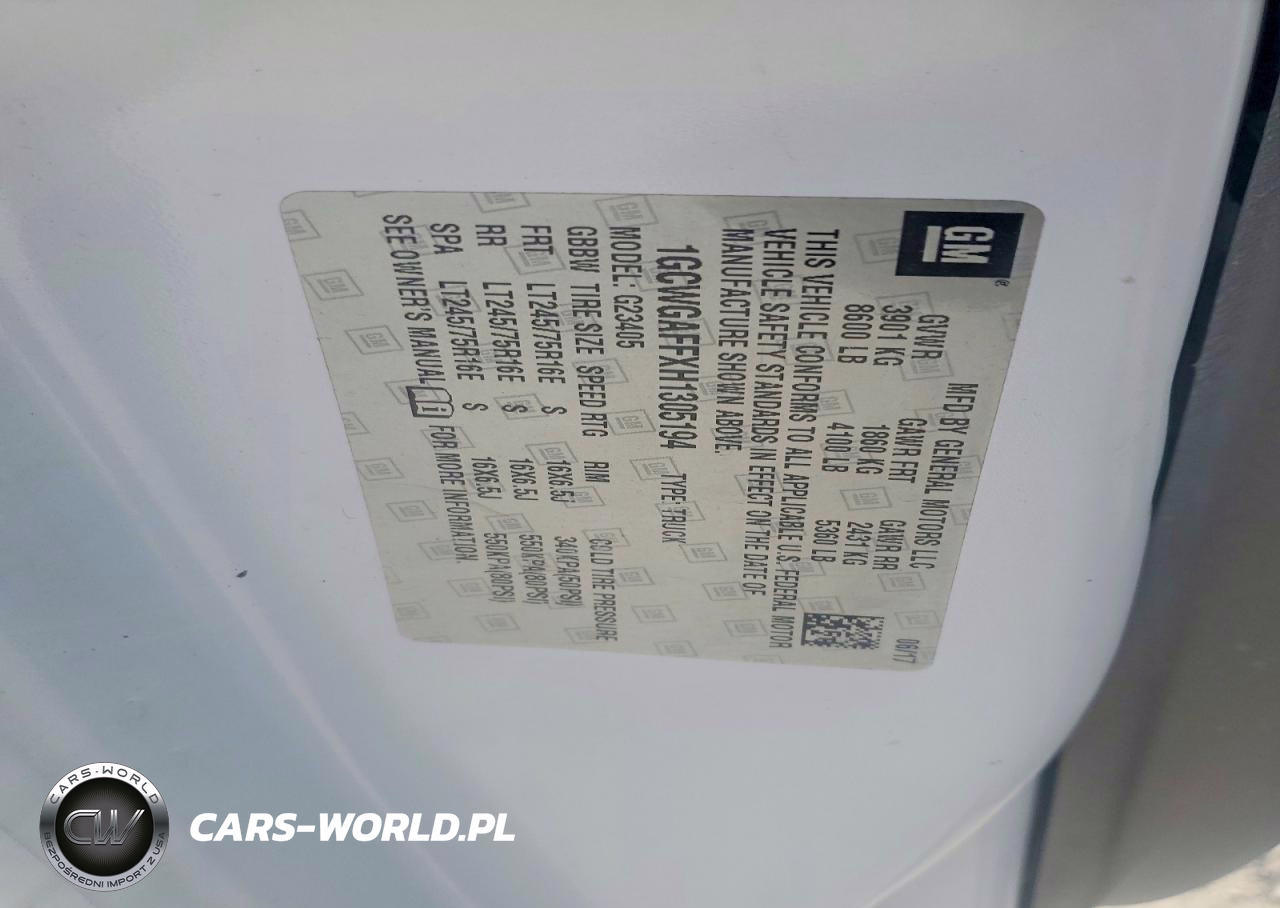 GM®
MFD BY GENERAL MOTORS LLC 06/17
GVWR GAWR FRT GAWR RR
3901 KG 1860 KG 2431 KG
8600 LB 4100 LB 5360 LB
THIS VEHICLE CONFORMS TO ALL APPLICABLE U.S. FEDERAL MOTOR
VEHICLE SAFETY STANDARDS IN EFFECT ON THE DATE OF
MANUFACTURE SHOWN ABOVE.
1GCWGAFFXH1305194 TYPE: TRUCK
MODEL: G23405
GBBW TIRE SIZE SPEED RTG RIM COLD TIRE PRESSURE
FRT LT245/75R16E S 16X6.5J 340KPA(50PSI)
RR LT245/75R16E S 16X6.5J 550KPA(80PSI)
SPA LT245/75R16E S 16X6.5J 550KPA(80PSI)
SEE OWNER'S MANUAL FOR MORE INFORMATION.
CARS-WORLD
CW
BEZPOŚREDNI IMPORT Z USA
CARS-WORLD.PL